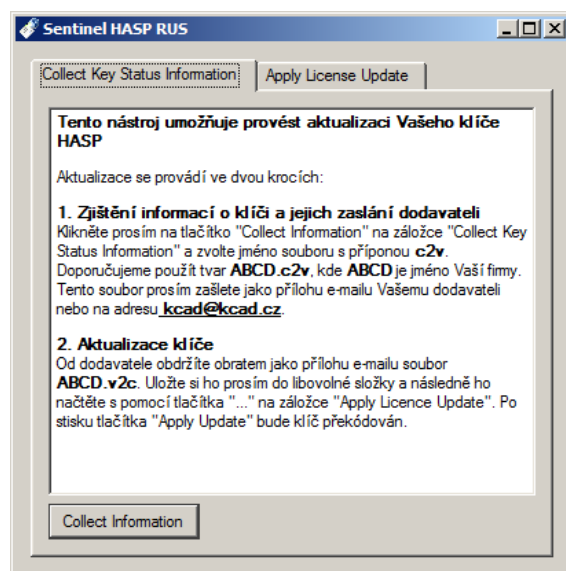 Sentinel HASP RUS
Collect Key Status Information
Apply License Update
Tento nástroj umožňuje provést aktualizaci Vašeho klíče
HASP
Aktualizace se provádí ve dvou krocích:
1. Zjištění informací o klíči a jejich zaslání dodavateli
Klikněte prosím na tlačítko "Collect Information" na záložce "Collect Key
Status Information" a zvolte jméno souboru s příponou c2v.
Doporučujeme použít tvar ABCD.c2v, kde ABCD je jméno Vaší firmy.
Tento soubor prosím zašlete jako přílohu e-mailu Vašemu dodavateli
nebo na adresu kcad@kcad.cz.
2. Aktualizace klíče
Od dodavatele obdržíte obratem jako přílohu e-mailu soubor
ABCD.v2c. Uložte si ho prosím do libovolné složky a následně ho
načtěte s pomocí tlačítka "..." na záložce "Apply Licence Update". Po
stisku tlačítka "Apply Update" bude klíč překódován.
Collect Information